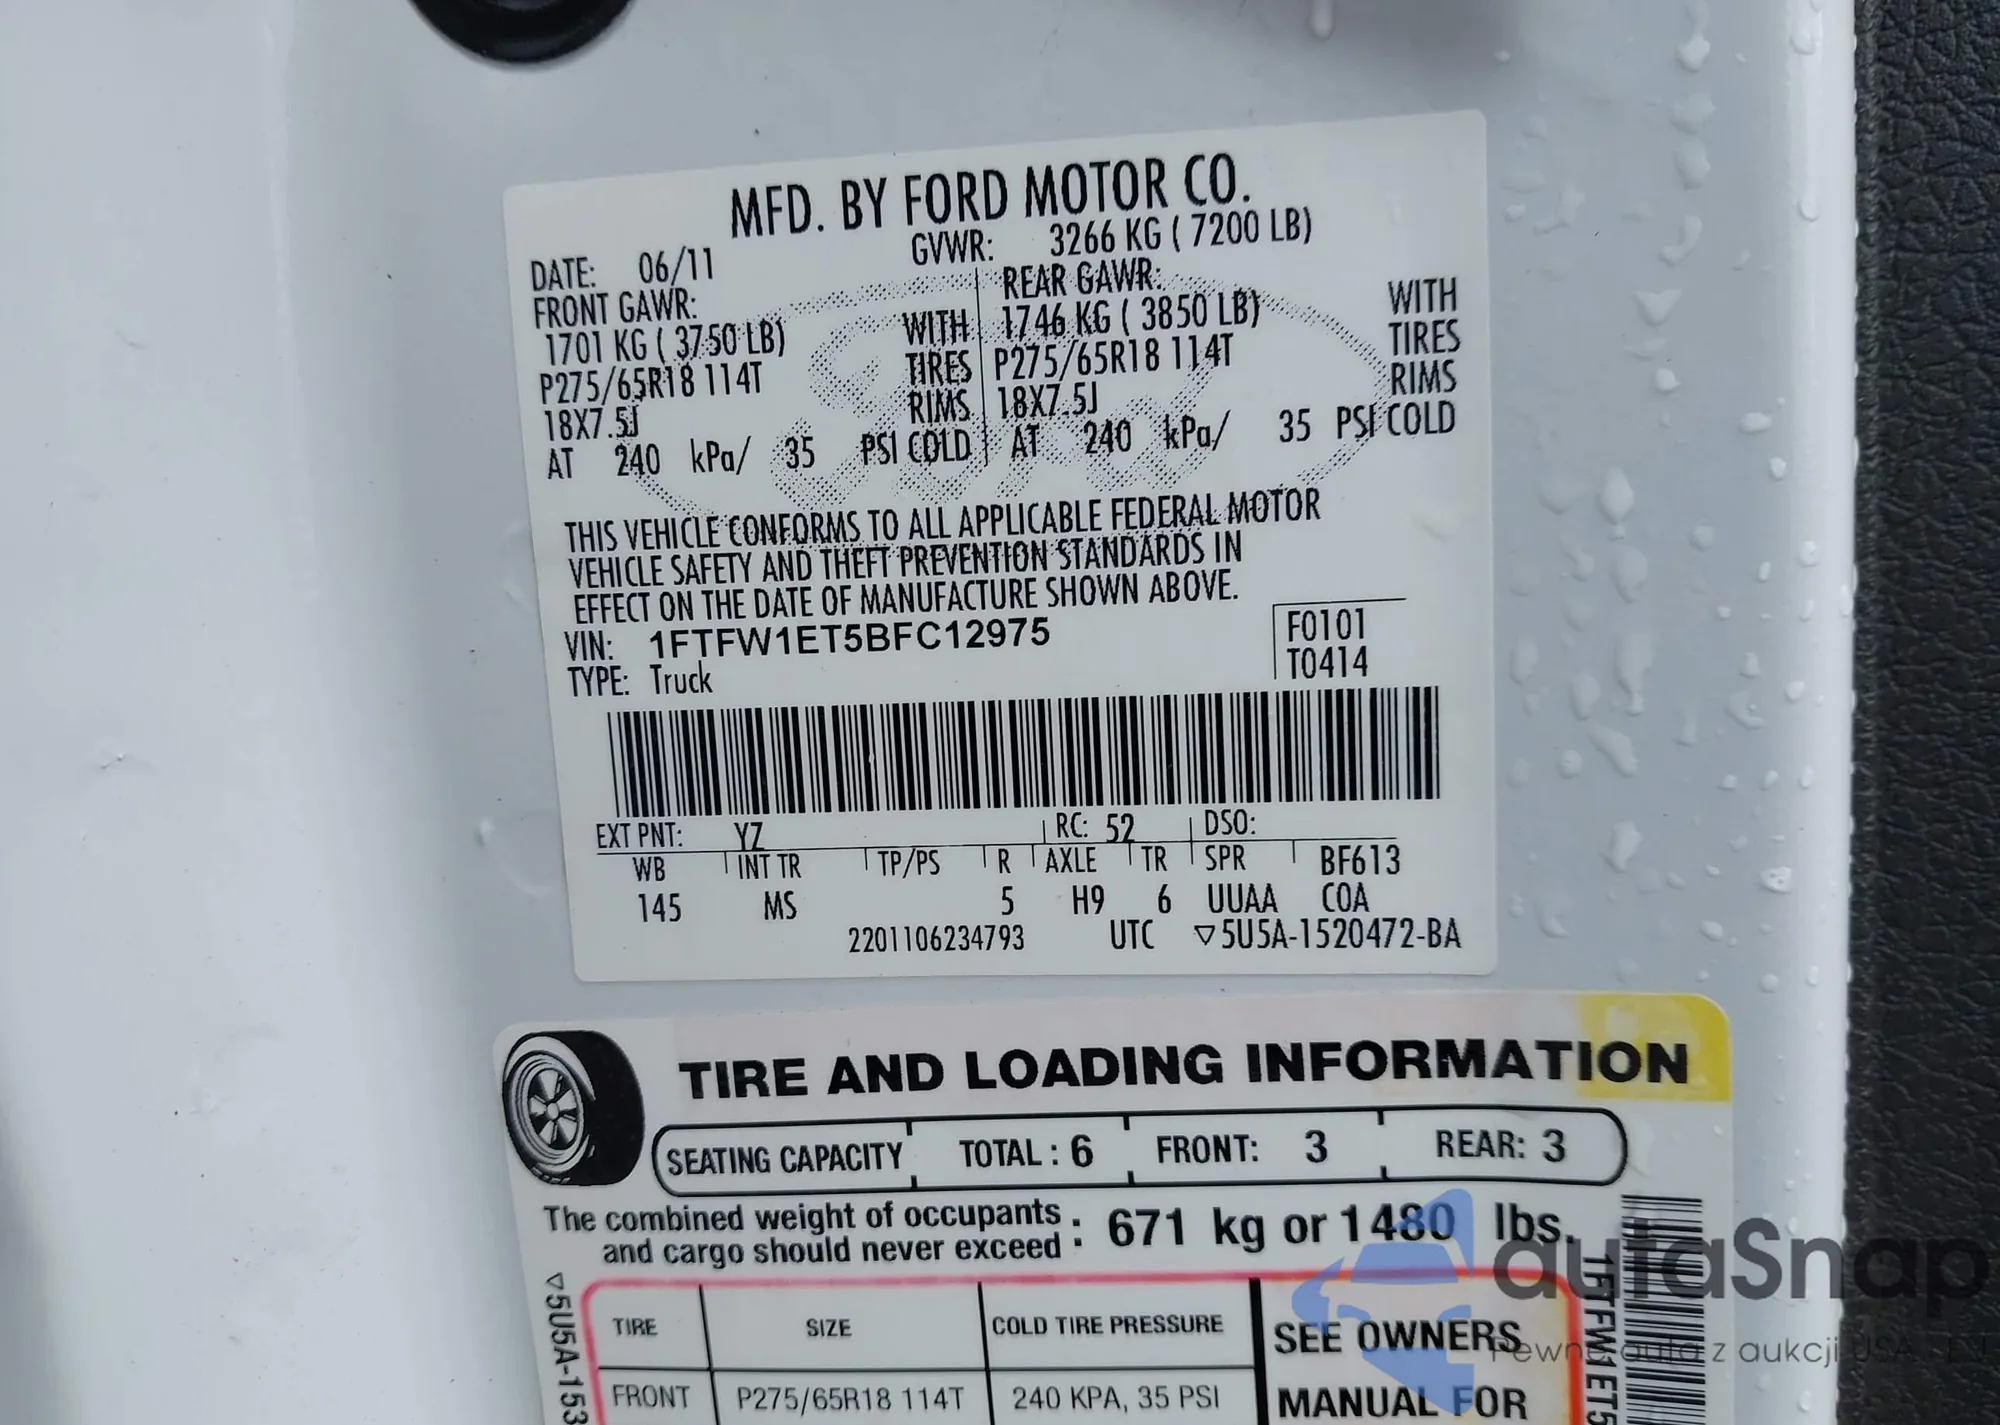 MFD. BY FORD MOTOR CO.
DATE: 06/11 GVWR: 3266 KG ( 7200 LB)
FRONT GAWR: REAR GAWR:
1701 KG ( 3750 LB) WITH 1746 KG ( 3850 LB) WITH
P275/65R18 114T TIRES P275/65R18 114T TIRES
18X7.5J RIMS 18X7.5J RIMS
AT 240 kPa/ 35 PSI COLD AT 240 kPa/ 35 PSI COLD
THIS VEHICLE CONFORMS TO ALL APPLICABLE FEDERAL MOTOR
VEHICLE SAFETY AND THEFT PREVENTION STANDARDS IN
EFFECT ON THE DATE OF MANUFACTURE SHOWN ABOVE.
VIN: 1FTFW1ET5BFC12975 F0101
TYPE: Truck T0414
EXT PNT: YZ RC: 52 DSO:
WB INT TR TP/PS R AXLE TR SPR BF613
145 MS 5 H9 6 UUAA COA
2201106234793 UTC ▽5U5A-1520472-BA
TIRE AND LOADING INFORMATION
SEATING CAPACITY TOTAL : 6 FRONT: 3 REAR: 3
The combined weight of occupants
and cargo should never exceed : 671 kg or 1480 lbs.
TIRE SIZE COLD TIRE PRESSURE SEE OWNERS
FRONT P275/65R18 114T 240 KPA, 35 PSI MANUAL FOR
▽5U5A-153
1FTFW1ET5
autaSnap
Pewne auta z aukcji USA